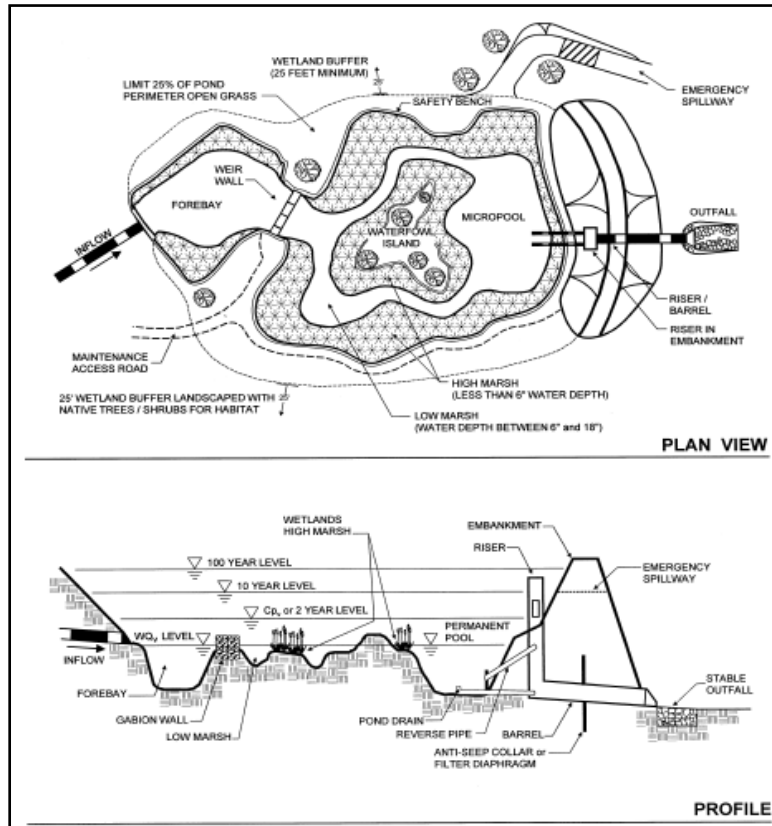 WETLAND BUFFER
(25 FEET MINIMUM)
25'
LIMIT 25% OF POND
PERIMETER OPEN GRASS
SAFETY BENCH
EMERGENCY
SPILLWAY
WEIR
WALL
FOREBAY
WATERFOWL
ISLAND
MICROPOOL
OUTFALL
INFLOW
RISER /
BARREL
RISER IN
EMBANKMENT
MAINTENANCE
ACCESS ROAD
25' WETLAND BUFFER LANDSCAPED WITH
NATIVE TREES / SHRUBS FOR HABITAT
25'
HIGH MARSH
(LESS THAN 6" WATER DEPTH)
LOW MARSH
(WATER DEPTH BETWEEN 6" and 18")
PLAN VIEW
WETLANDS
HIGH MARSH
EMBANKMENT
RISER
100 YEAR LEVEL
EMERGENCY
SPILLWAY
10 YEAR LEVEL
Cpv or 2 YEAR LEVEL
WQv LEVEL
PERMANENT
POOL
INFLOW
STABLE
OUTFALL
FOREBAY
GABION WALL
LOW MARSH
POND DRAIN
REVERSE PIPE
BARREL
ANTI-SEEP COLLAR or
FILTER DIAPHRAGM
PROFILE